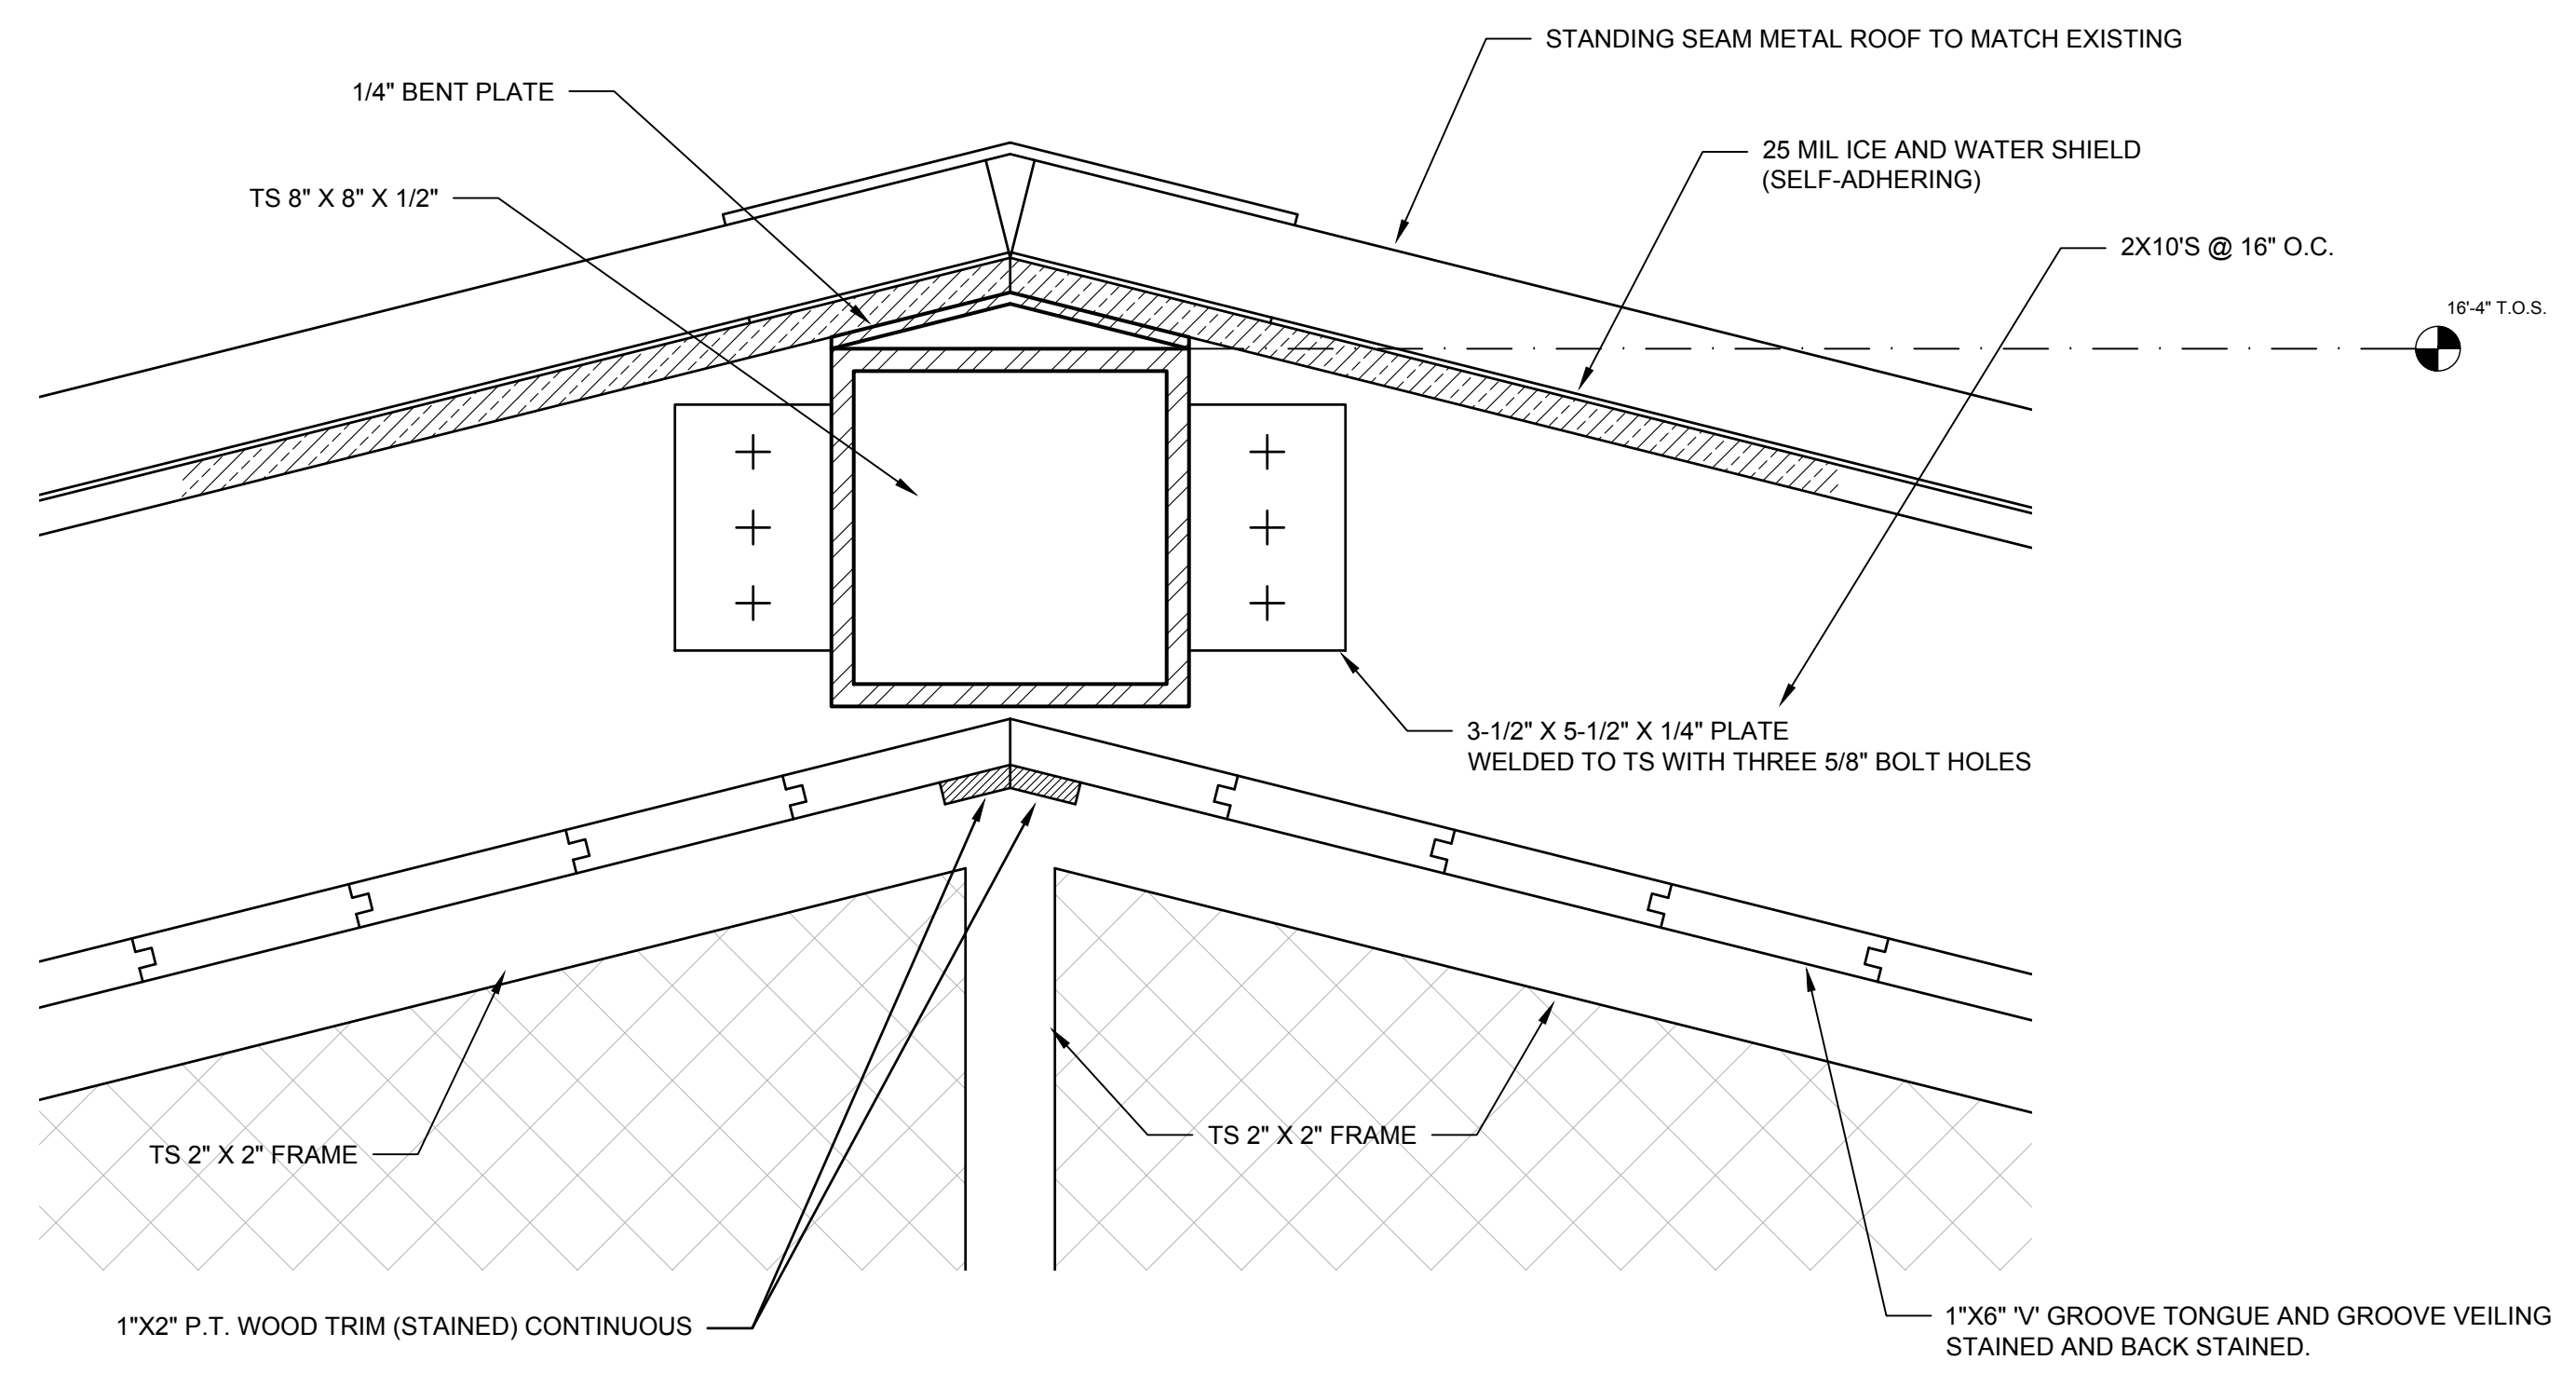 STANDING SEAM METAL ROOF TO MATCH EXISTING
1/4" BENT PLATE
25 MIL ICE AND WATER SHIELD
(SELF-ADHERING)
TS 8" X 8" X 1/2"
2X10'S @ 16" O.C.
16'-4" T.O.S.
3-1/2" X 5-1/2" X 1/4" PLATE
WELDED TO TS WITH THREE 5/8" BOLT HOLES
TS 2" X 2" FRAME
TS 2" X 2" FRAME
1"X2" P.T. WOOD TRIM (STAINED) CONTINUOUS
1"X6" 'V' GROOVE TONGUE AND GROOVE VEILING
STAINED AND BACK STAINED.